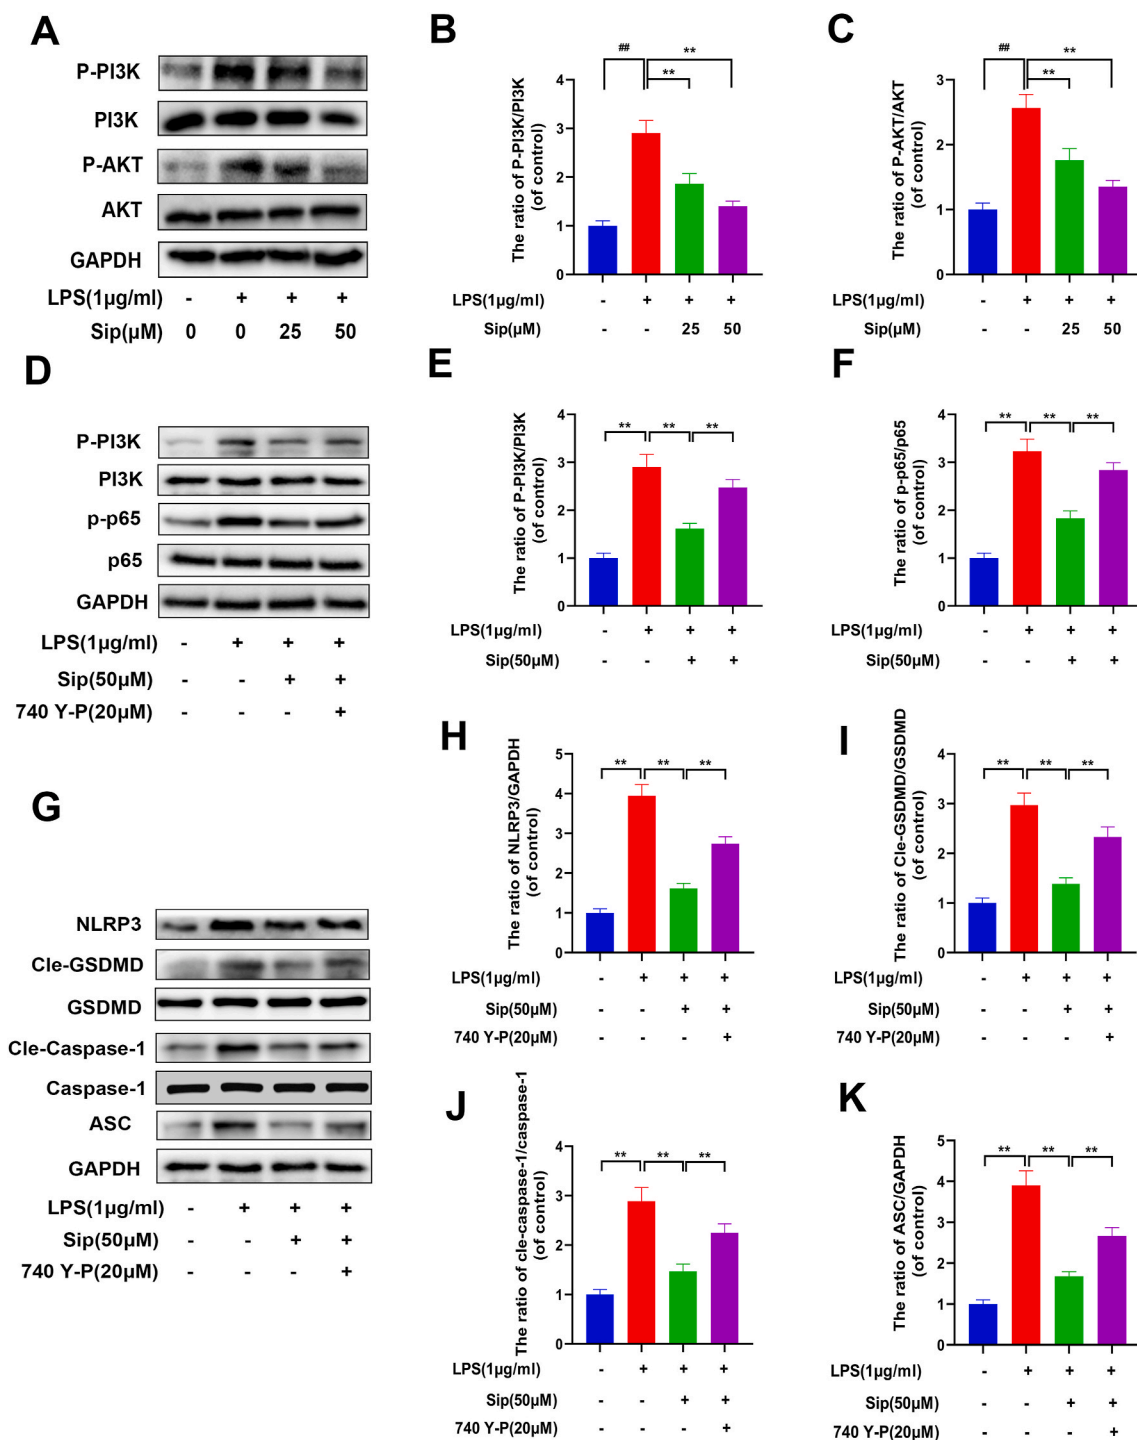 A
P-PI3K
PI3K
P-AKT
AKT
GAPDH
LPS(1μg/ml) - + + +
Sip(μM) 0 0 25 50
B
The ratio of P-PI3K/PI3K
(of control)
## ** **
4
3
2
1
0
LPS(1μg/ml) - + + +
Sip(μM) - - 25 50
C
The ratio of P-AKT/AKT
(of control)
## ** **
3
2
1
0
LPS(1μg/ml) - + + +
Sip(μM) - - 25 50
D
P-PI3K
PI3K
p-p65
p65
GAPDH
LPS(1μg/ml) - + + +
Sip(50μM) - - + +
740 Y-P(20μM) - - - +
E
The ratio of P-PI3K/PI3K
(of control)
** ** **
4
3
2
1
0
LPS(1μg/ml) - + + +
Sip(50μM) - - + +
F
The ratio of p-p65/p65
(of control)
** ** **
4
3
2
1
0
LPS(1μg/ml) - + + +
Sip(50μM) - - + +
G
NLRP3
Cle-GSDMD
GSDMD
Cle-Caspase-1
Caspase-1
ASC
GAPDH
LPS(1μg/ml) - + + +
Sip(50μM) - - + +
740 Y-P(20μM) - - - +
H
The ratio of NLRP3/GAPDH
(of control)
** ** **
5
4
3
2
1
0
LPS(1μg/ml) - + + +
Sip(50μM) - - + +
740 Y-P(20μM) - - - +
I
The ratio of Cle-GSDMD/GSDMD
(of control)
** ** **
4
3
2
1
0
LPS(1μg/ml) - + + +
Sip(50μM) - - + +
740 Y-P(20μM) - - - +
J
The ratio of cle-caspase-1/caspase-1
(of control)
** ** **
4
3
2
1
0
LPS(1μg/ml) - + + +
Sip(50μM) - - + +
740 Y-P(20μM) - - - +
K
The ratio of ASC/GAPDH
(of control)
** ** **
5
4
3
2
1
0
LPS(1μg/ml) - + + +
Sip(50μM) - - + +
740 Y-P(20μM) - - - +